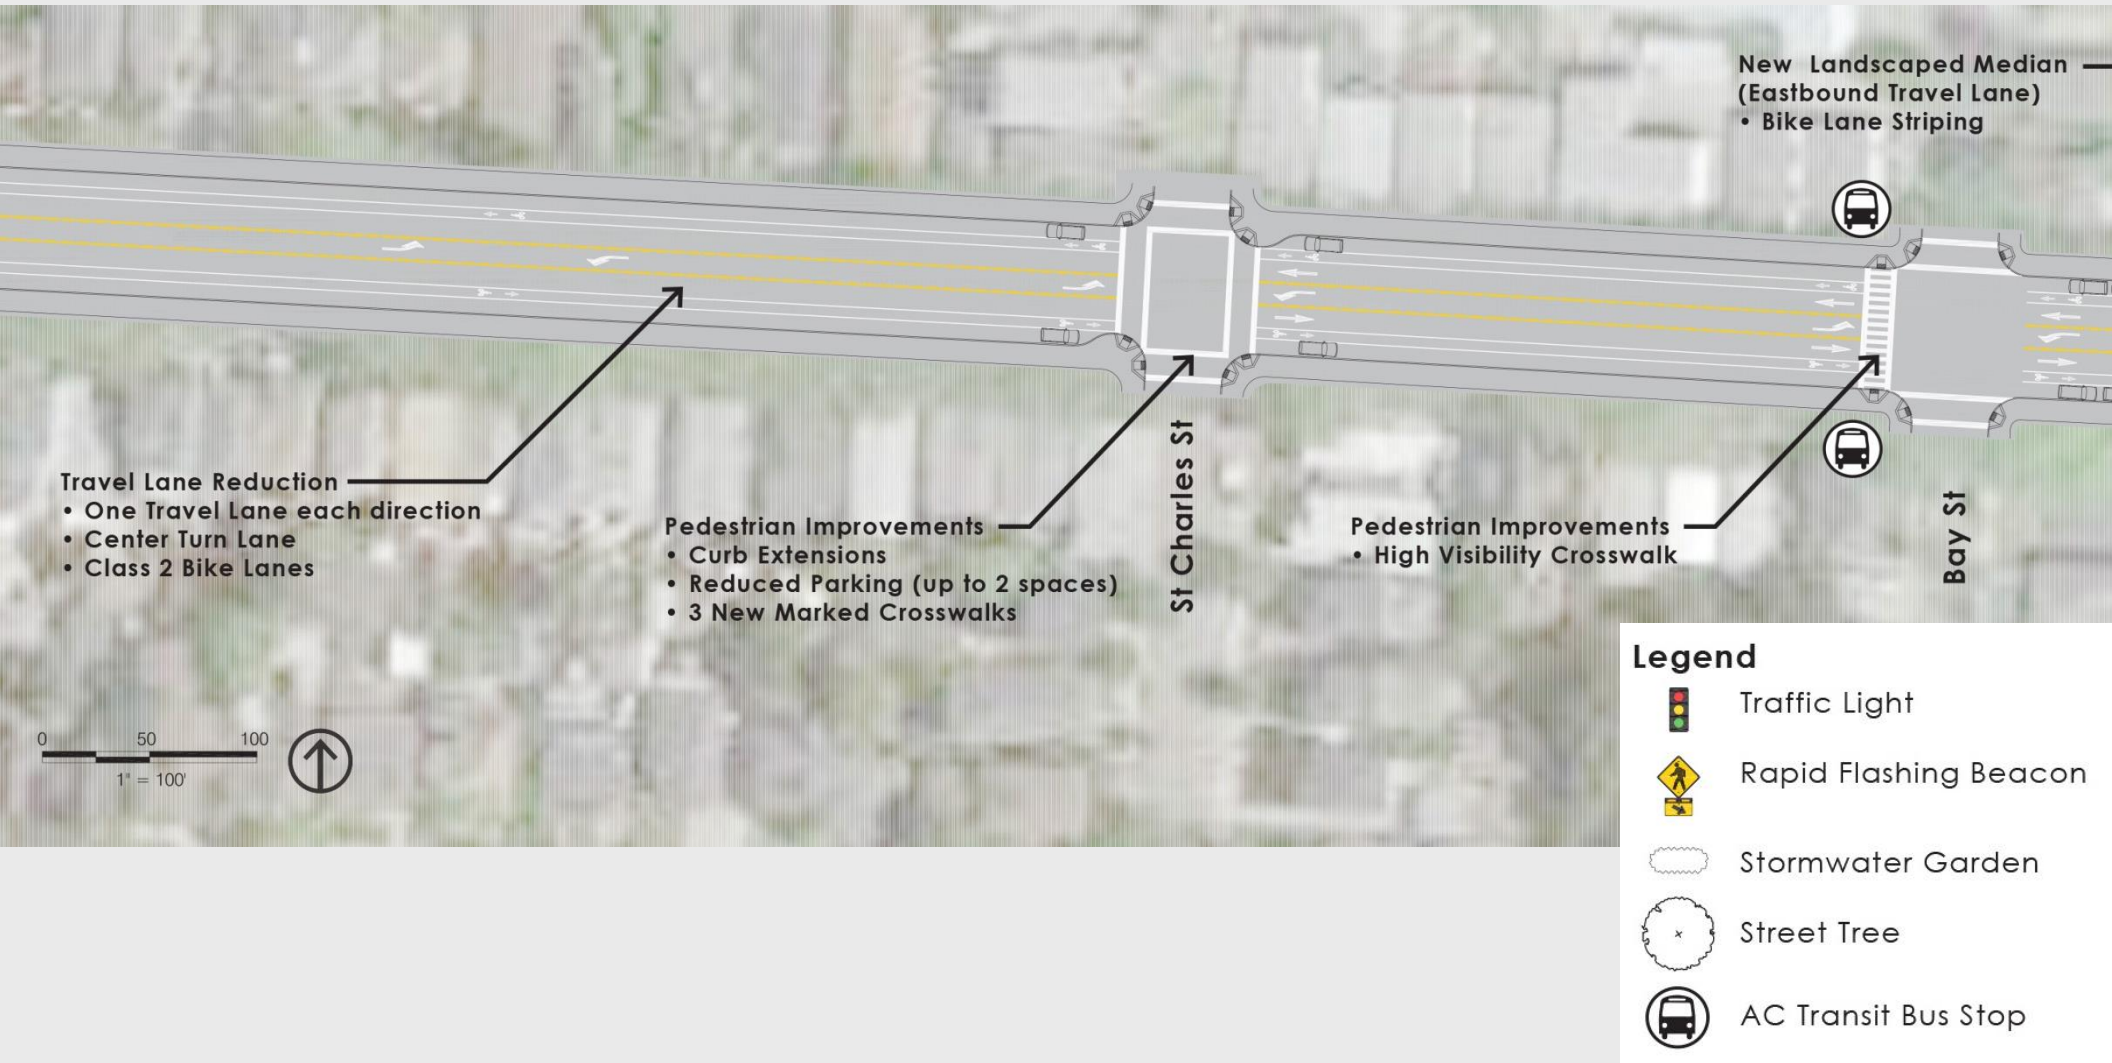 New Landscaped Median
(Eastbound Travel Lane)
• Bike Lane Striping
Travel Lane Reduction
• One Travel Lane each direction
• Center Turn Lane
• Class 2 Bike Lanes
Pedestrian Improvements
• Curb Extensions
• Reduced Parking (up to 2 spaces)
• 3 New Marked Crosswalks
St Charles St
Pedestrian Improvements
• High Visibility Crosswalk
Bay St
0 50 100
1" = 100'
Legend
Traffic Light
Rapid Flashing Beacon
Stormwater Garden
Street Tree
AC Transit Bus Stop